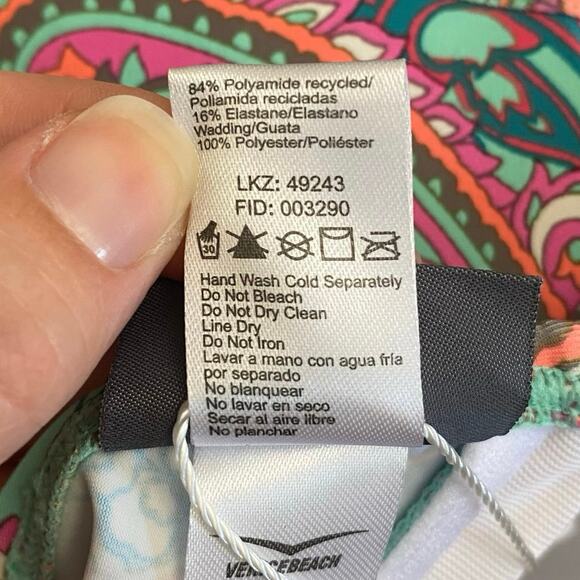 84% Polyamide recycled/
Poliamida recicladas
16% Elastane/Elastano
Wadding/Guata
100% Polyester/Poliéster
LKZ: 49243
FID: 003290
30
Hand Wash Cold Separately
Do Not Bleach
Do Not Dry Clean
Line Dry
Do Not Iron
Lavar a mano con agua fria
por separado
No blanquear
No lavar en seco
Secar al aire libre
No planchar
VENICEBEACH